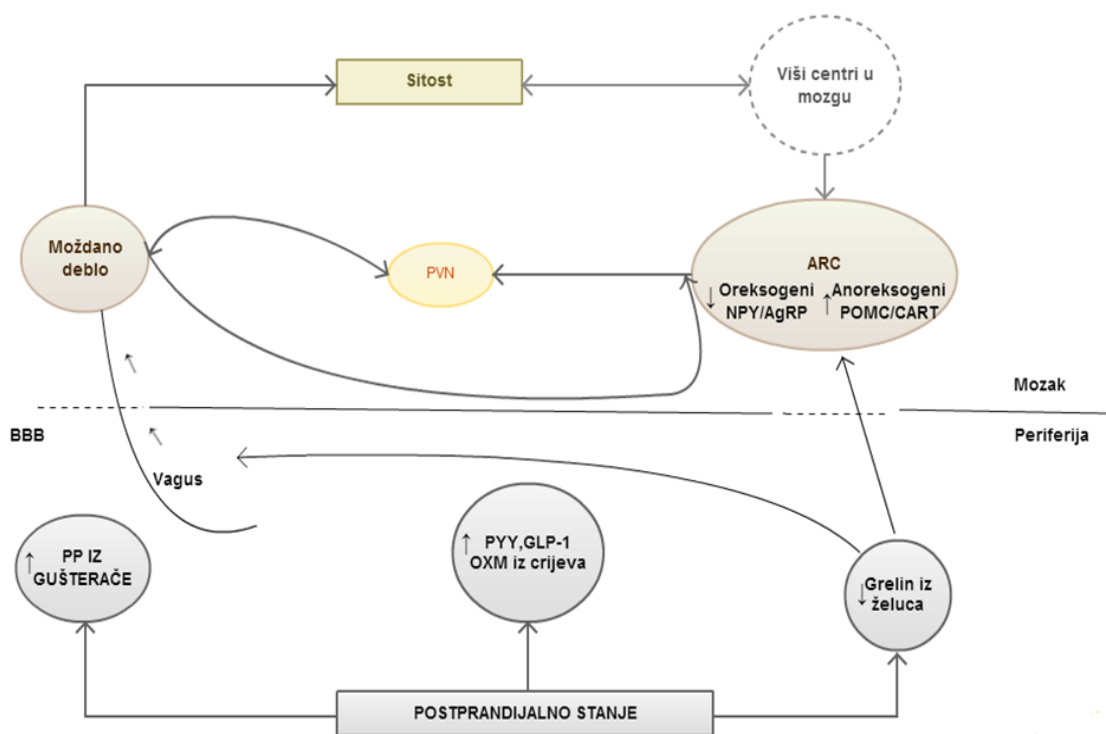 Sitost
Viši centri u
mozgu
Moždano
deblo
PVN
ARC
↓ Oreksogeni
NPY/AgRP
↑ Anoreksogeni
POMC/CART
Mozak
BBB
Periferija
Vagus
↑ PP IZ
GUŠTERAČE
↑ PYY,GLP-1
OXM iz crijeva
↓ Grelin iz
želuca
POSTPRANDIJALNO STANJE